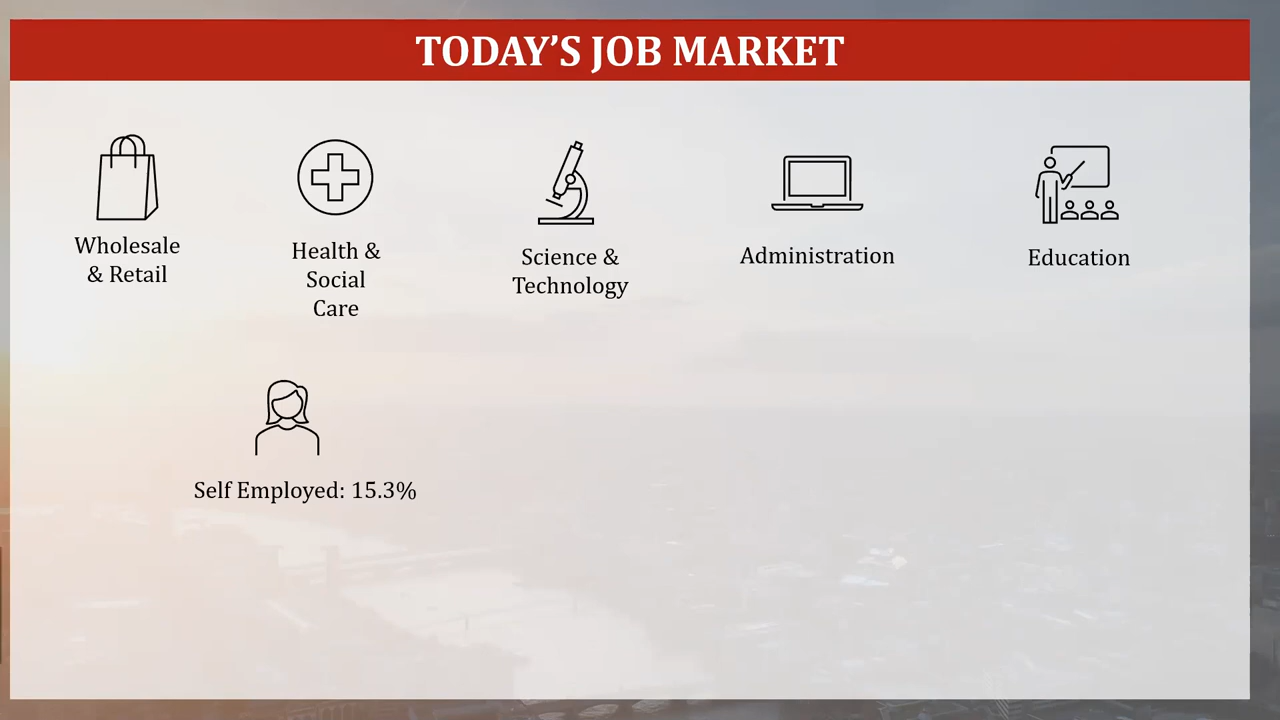 TODAY’S JOB MARKET
Wholesale
& Retail
Health &
Social
Care
Science &
Technology
Administration
Education
Self Employed: 15.3%